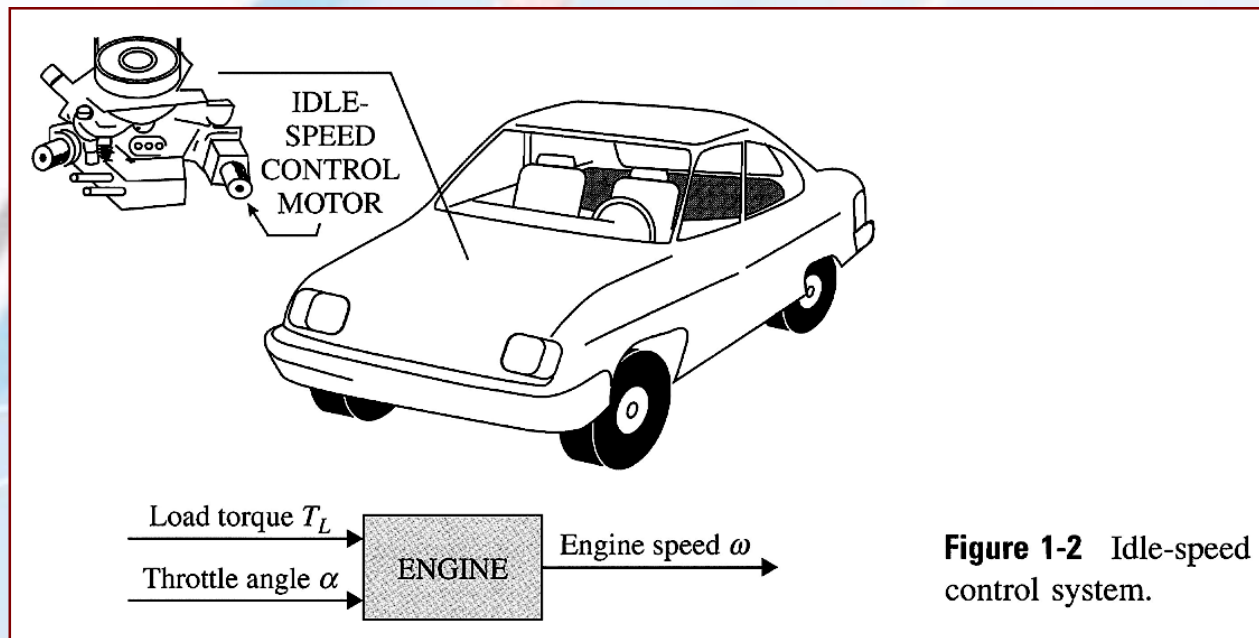 IDLE-
SPEED
CONTROL
MOTOR
Load torque T_L
Throttle angle α
ENGINE
Engine speed ω
Figure 1-2 Idle-speed
control system.